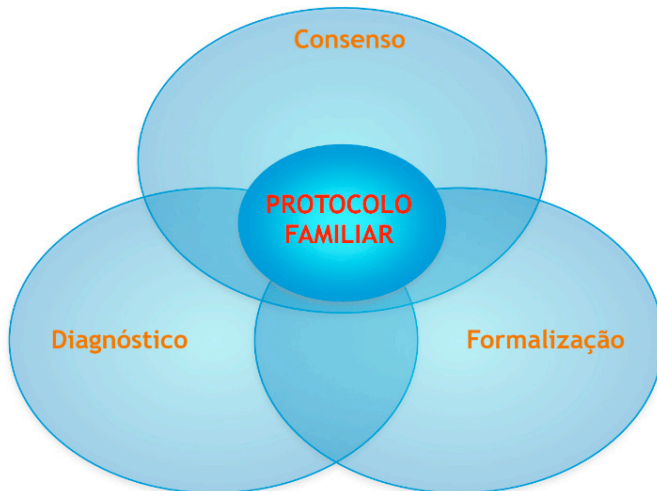 Consenso
PROTOCOLO
FAMILIAR
Diagnóstico
Formalização